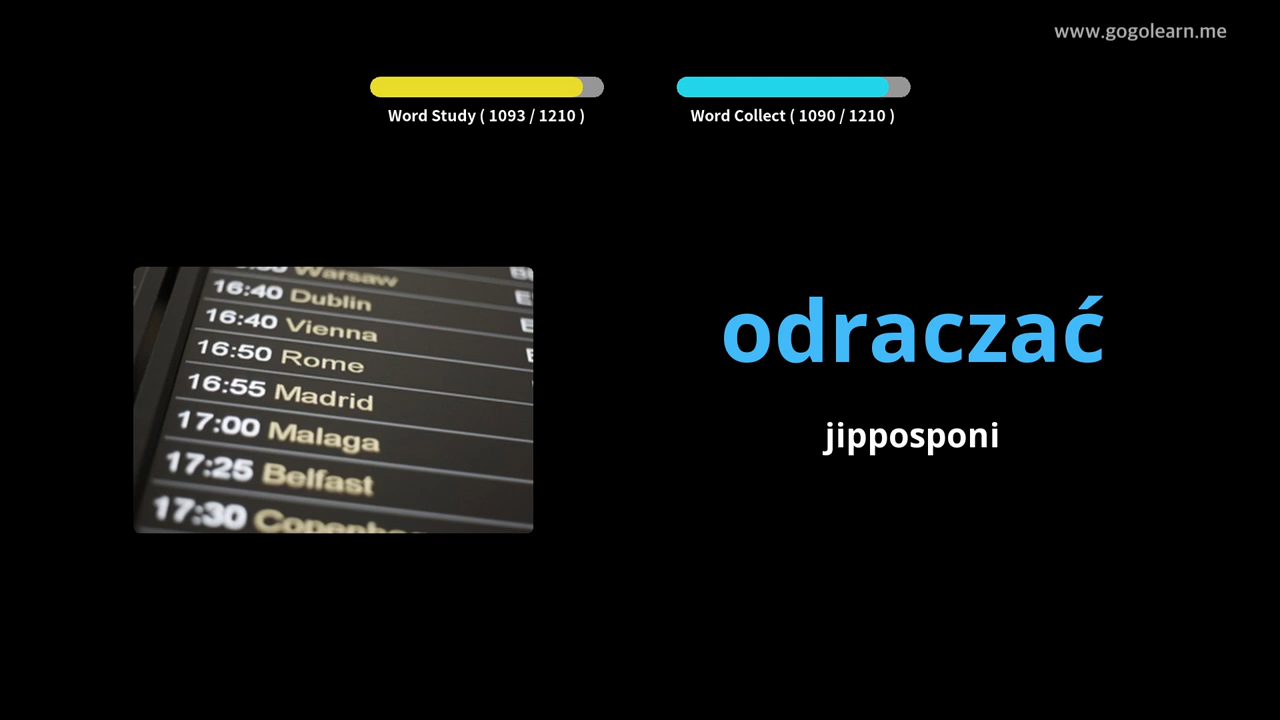 www.gogolearn.me
Word Study ( 1093 / 1210 )
Word Collect ( 1090 / 1210 )
Warsaw
16:40 Dublin
16:40 Vienna
16:50 Rome
16:55 Madrid
17:00 Malaga
17:25 Belfast
17:30
odraczać
jipposponi